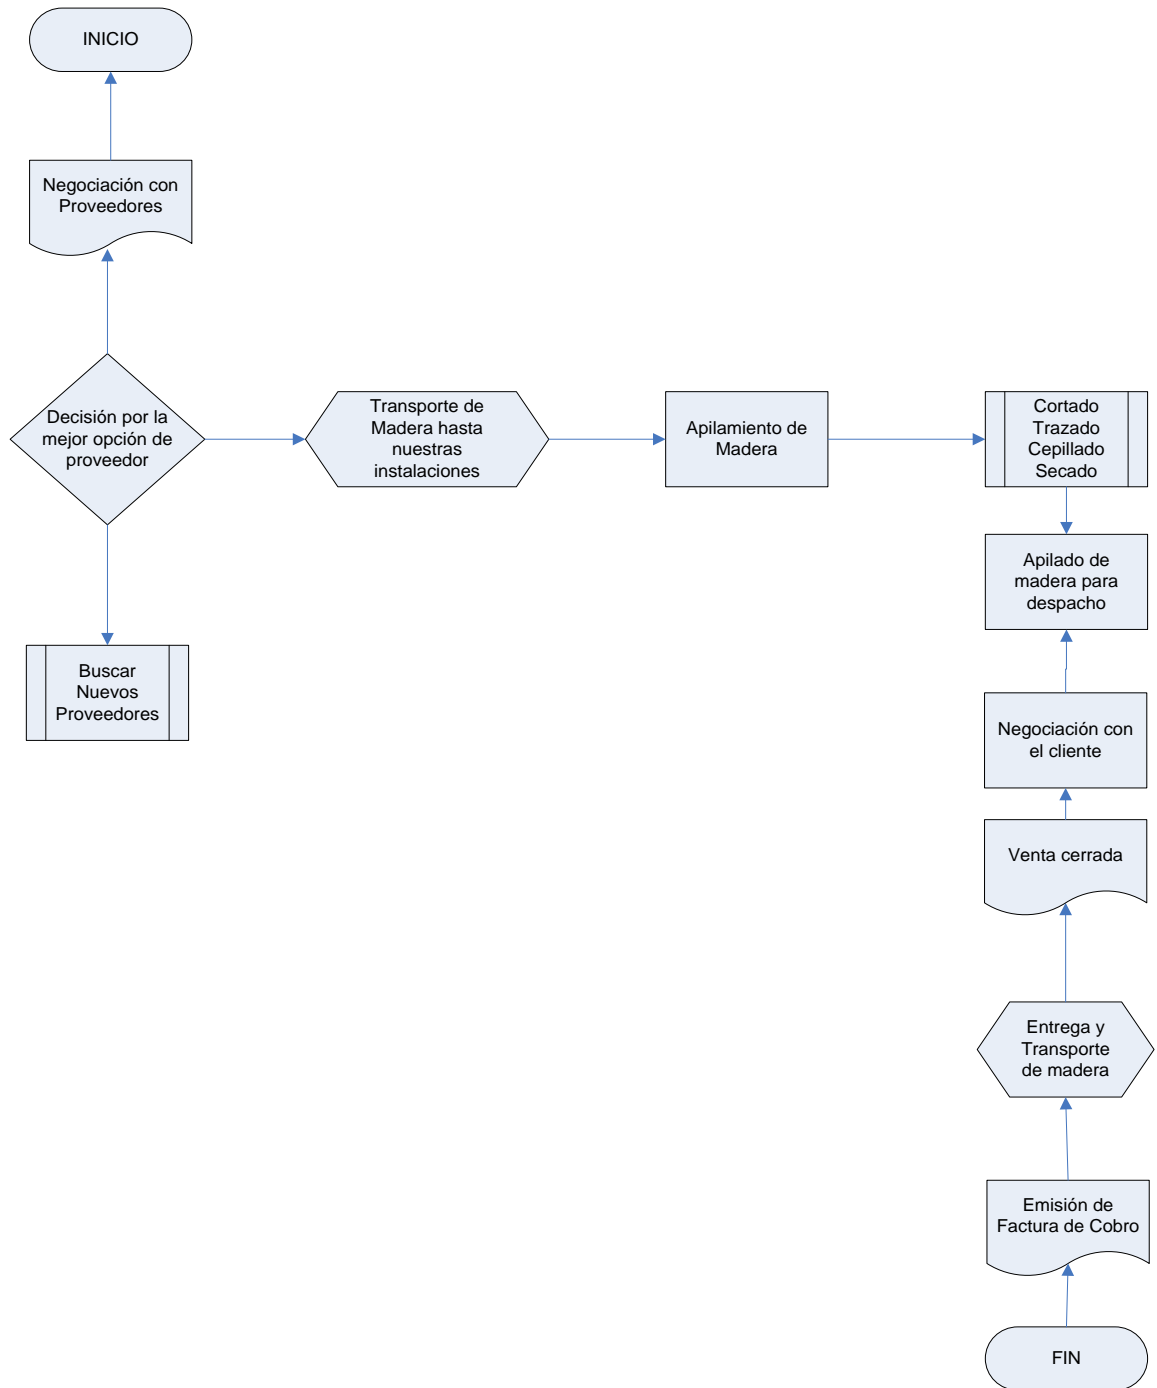 INICIO
Negociación con
Proveedores
Decisión por la
mejor opción de
proveedor
Transporte de
Madera hasta
nuestras
instalaciones
Apilamiento de
Madera
Cortado
Trazado
Cepillado
Secado
Apilado de
madera para
despacho
Buscar
Nuevos
Proveedores
Negociación con
el cliente
Venta cerrada
Entrega y
Transporte
de madera
Emisión de
Factura de Cobro
FIN